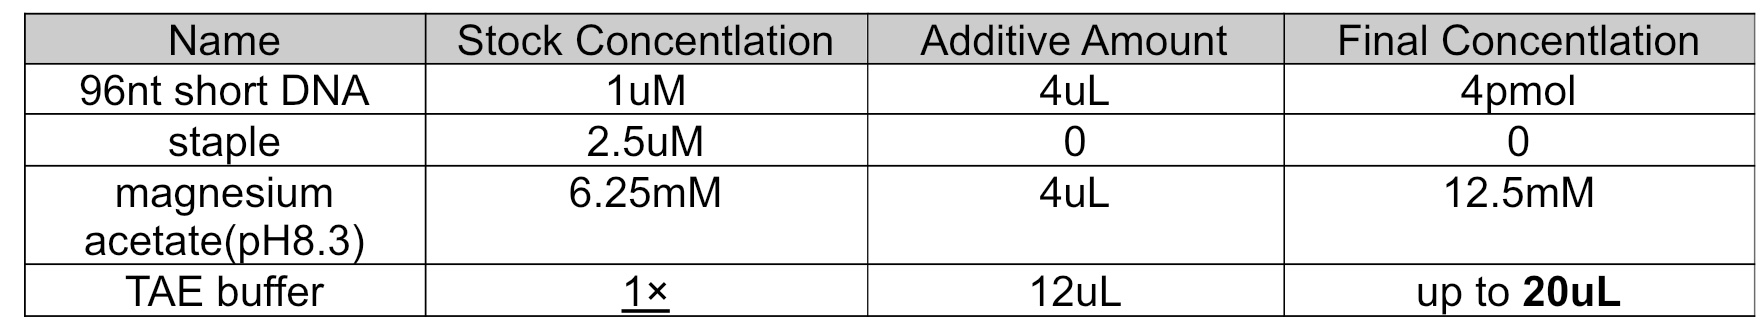 Name Stock Concentlation Additive Amount Final Concentlation
96nt short DNA 1uM 4uL 4pmol
staple 2.5uM 0 0
magnesium 6.25mM 4uL 12.5mM
acetate(pH8.3)
TAE buffer 1× 12uL up to 20uL